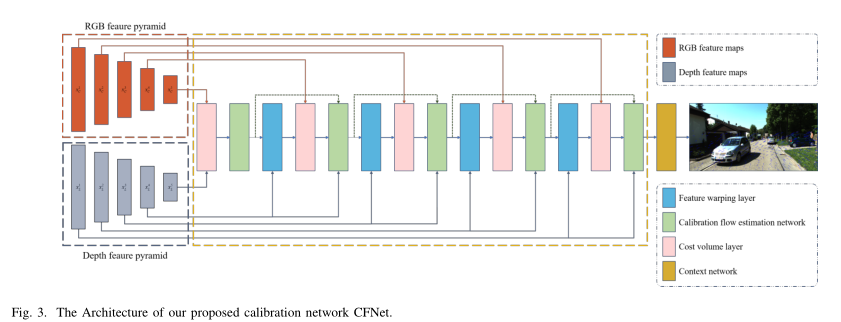 RGB feaure pyramid
RGB feature maps
Depth feature maps
Feature warping layer
Calibration flow estimation network
Cost volume layer
Context network
Depth feaure pyramid
Fig. 3. The Architecture of our proposed calibration network CFNet.